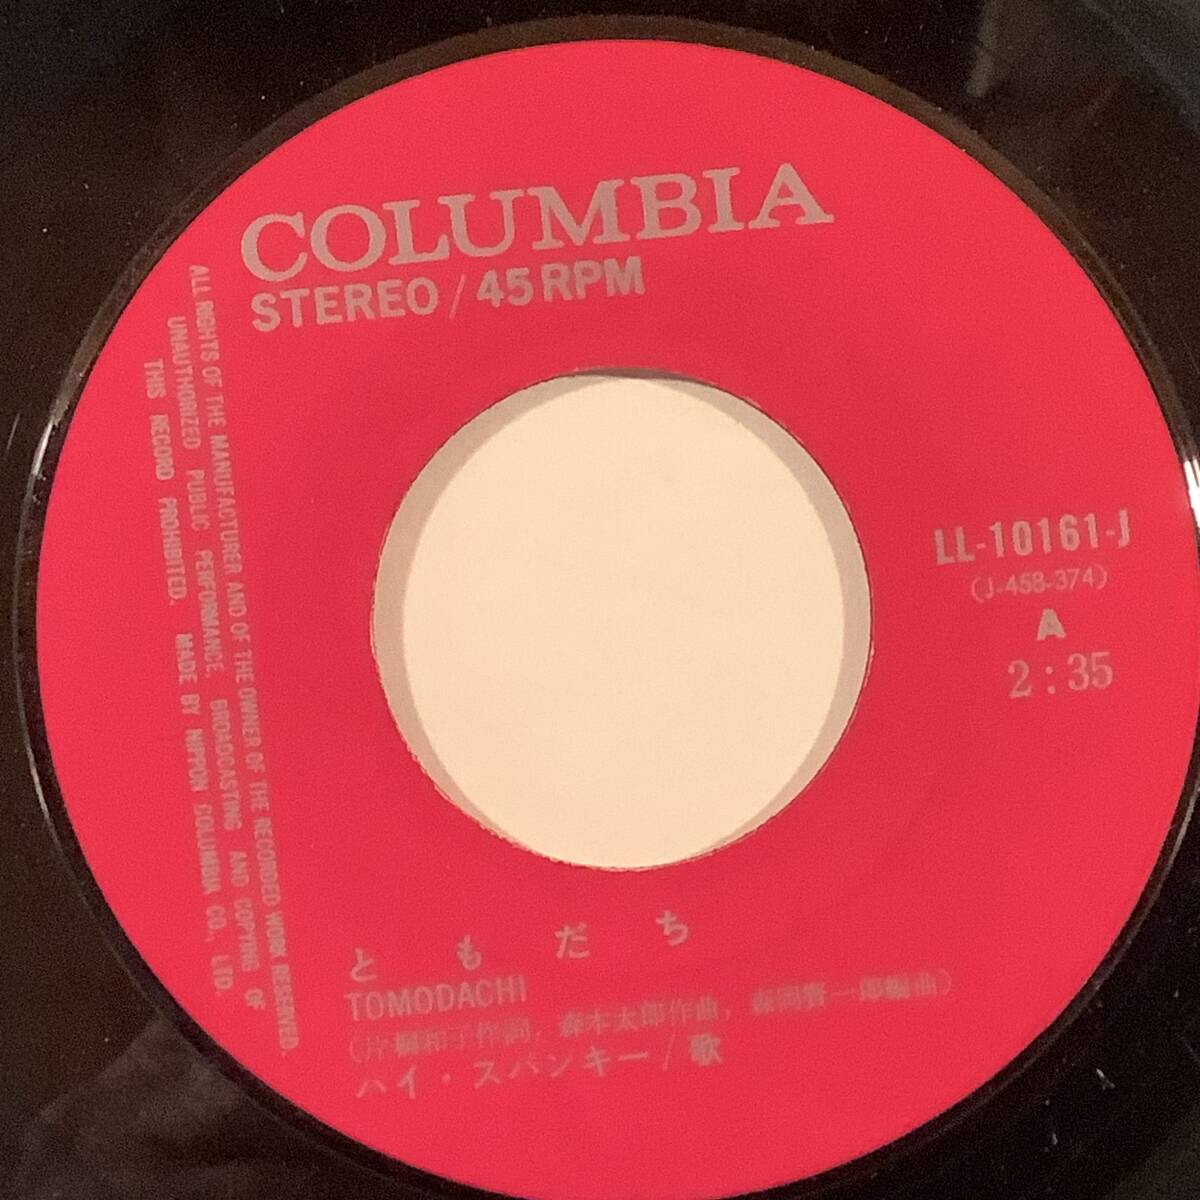 COLUMBIA
STEREO / 45 RPM
ALL RIGHTS OF THE MANUFACTURER AND OF THE OWNER OF THE RECORDED WORK RESERVED.
UNAUTHORIZED PUBLIC PERFORMANCE, BROADCASTING AND COPYING OF
THIS RECORD PROHIBITED. MADE BY NIPPON COLUMBIA CO., LTD.
LL-10161-J
(J-458-374)
A
2:35
ともだち
TOMODACHI
(片桐和子作詞, 森本太郎作曲, 森岡賢一郎編曲)
ハイ・スパンキー/歌